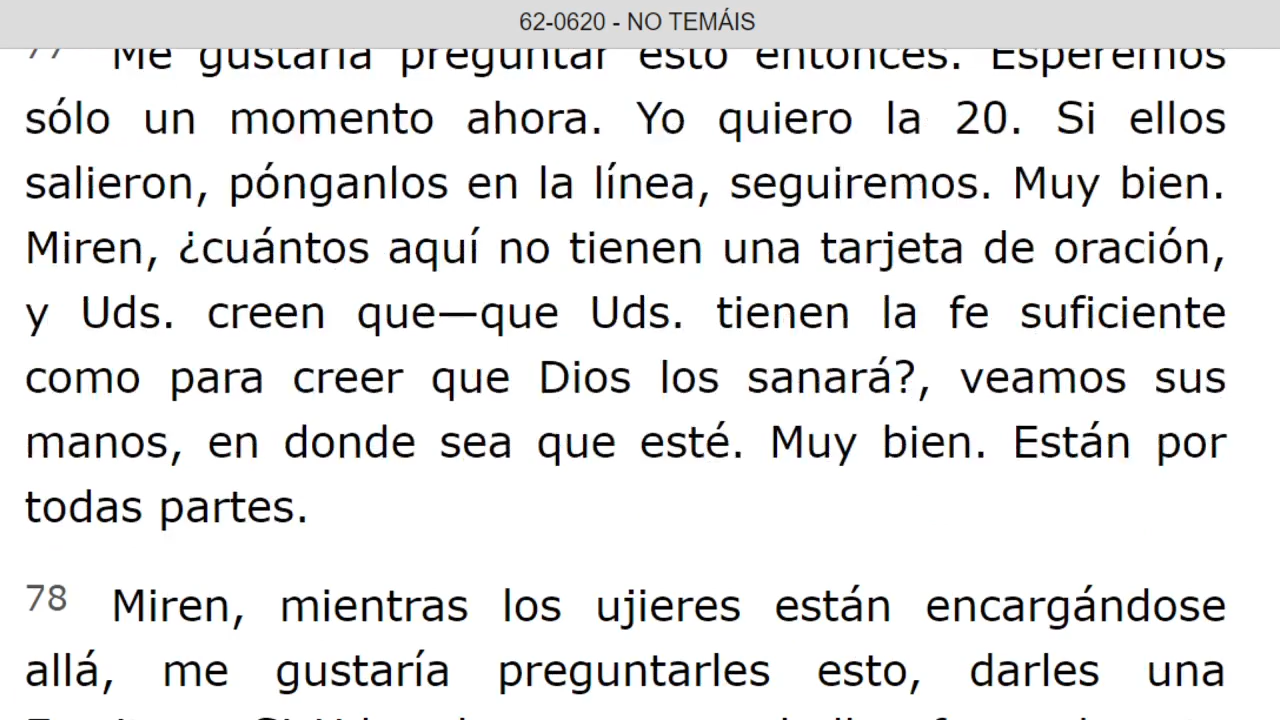 62-0620 - NO TEMÁIS
77 Me gustaría preguntar esto entonces. Esperemos
sólo un momento ahora. Yo quiero la 20. Si ellos
salieron, pónganlos en la línea, seguiremos. Muy bien.
Miren, ¿cuántos aquí no tienen una tarjeta de oración,
y Uds. creen que—que Uds. tienen la fe suficiente
como para creer que Dios los sanará?, veamos sus
manos, en donde sea que esté. Muy bien. Están por
todas partes.
78 Miren, mientras los ujieres están encargándose
allá, me gustaría preguntarles esto, darles una